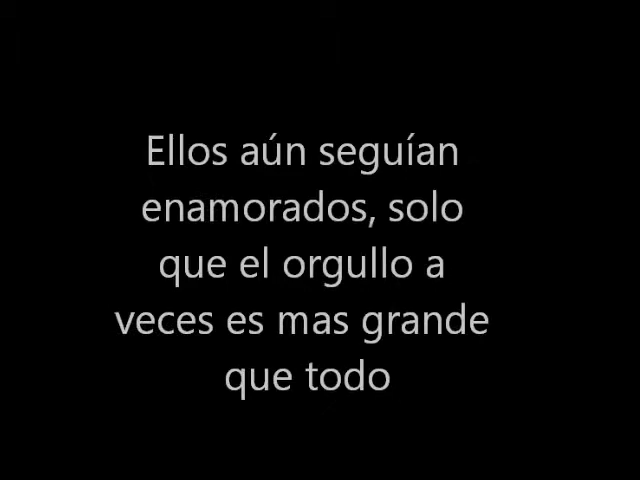 Ellos aún seguían
enamorados, solo
que el orgullo a
veces es mas grande
que todo